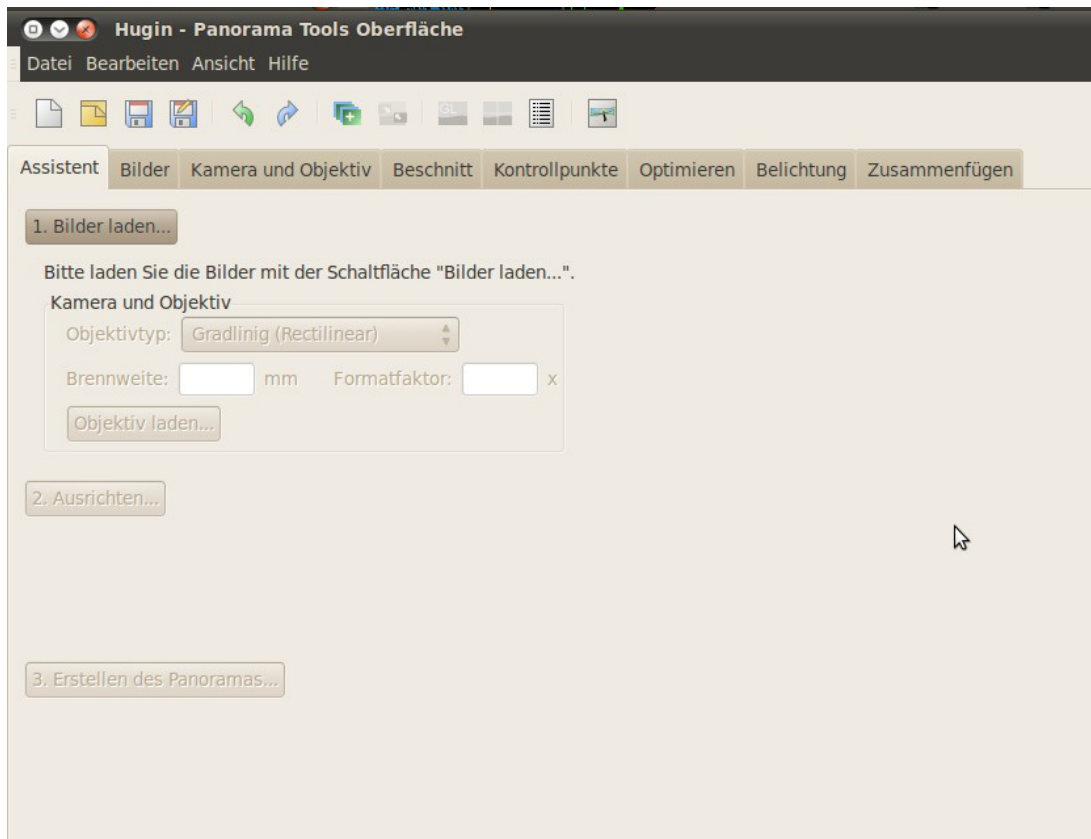 Hugin - Panorama Tools Oberfläche
Datei Bearbeiten Ansicht Hilfe
GL
Assistent Bilder Kamera und Objektiv Beschnitt Kontrollpunkte Optimieren Belichtung Zusammenfügen
1. Bilder laden...
Bitte laden Sie die Bilder mit der Schaltfläche "Bilder laden...".
Kamera und Objektiv
Objektivtyp: Gradlinig (Rectilinear)
Brennweite: mm Formatfaktor: x
Objektiv laden...
2. Ausrichten...
3. Erstellen des Panoramas...